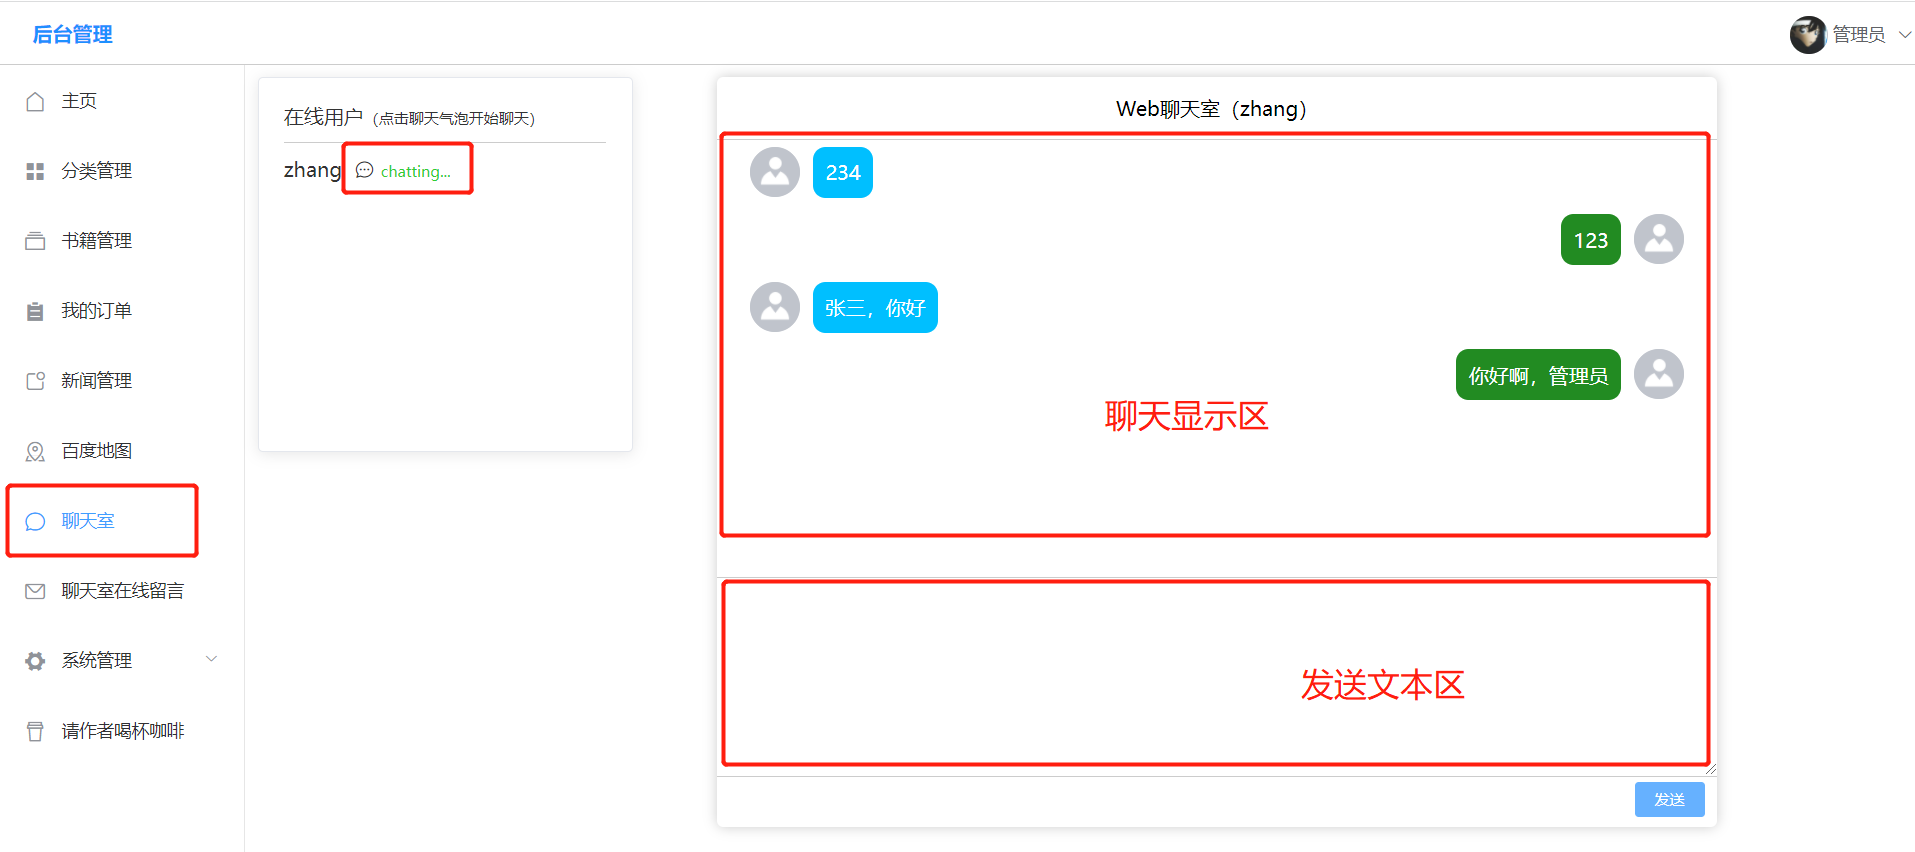 后台管理
管理员
主页
分类管理
书籍管理
我的订单
新闻管理
百度地图
聊天室
聊天室在线留言
系统管理
请作者喝杯咖啡
在线用户（点击聊天气泡开始聊天）
zhang chatting...
Web聊天室（zhang）
234
123
张三，你好
你好啊，管理员
聊天显示区
发送文本区
发送